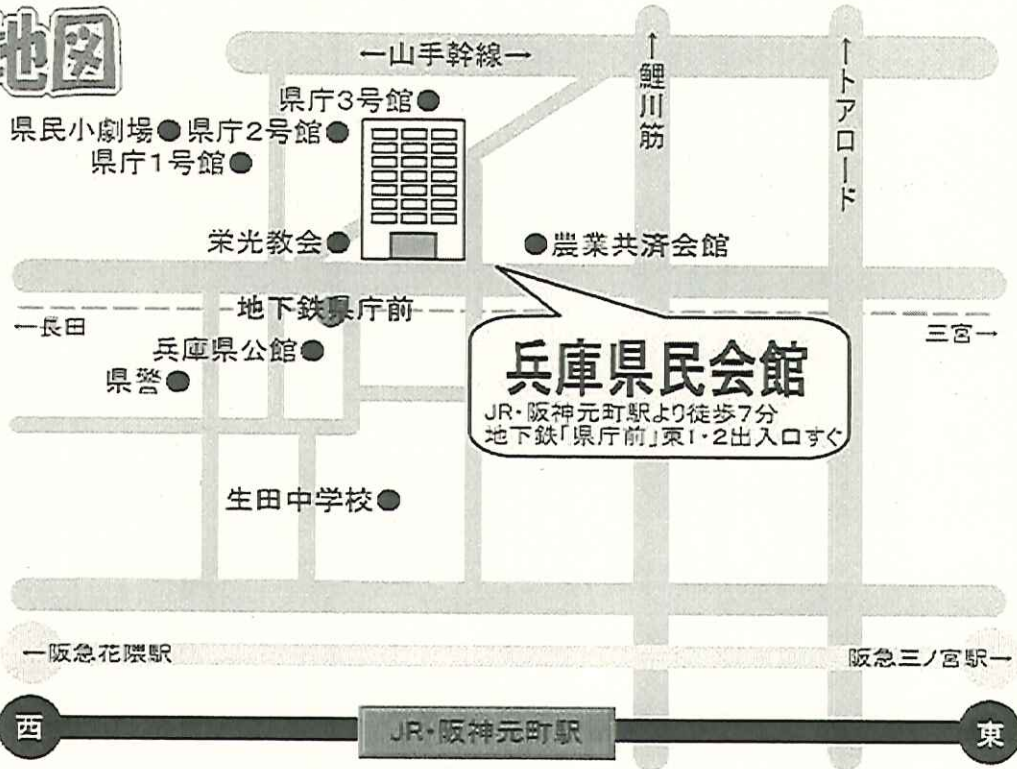 地図
←山手幹線→
↑鯉川筋
↑トアロード
県庁3号館
県民小劇場
県庁2号館
県庁1号館
栄光教会
農業共済会館
地下鉄県庁前
←長田
三宮→
兵庫県公館
県警
兵庫県民会館
JR・阪神元町駅より徒歩7分
地下鉄「県庁前」東1・2出入口すぐ
生田中学校
←阪急花隈駅
阪急三ノ宮駅→
西
JR・阪神元町駅
東